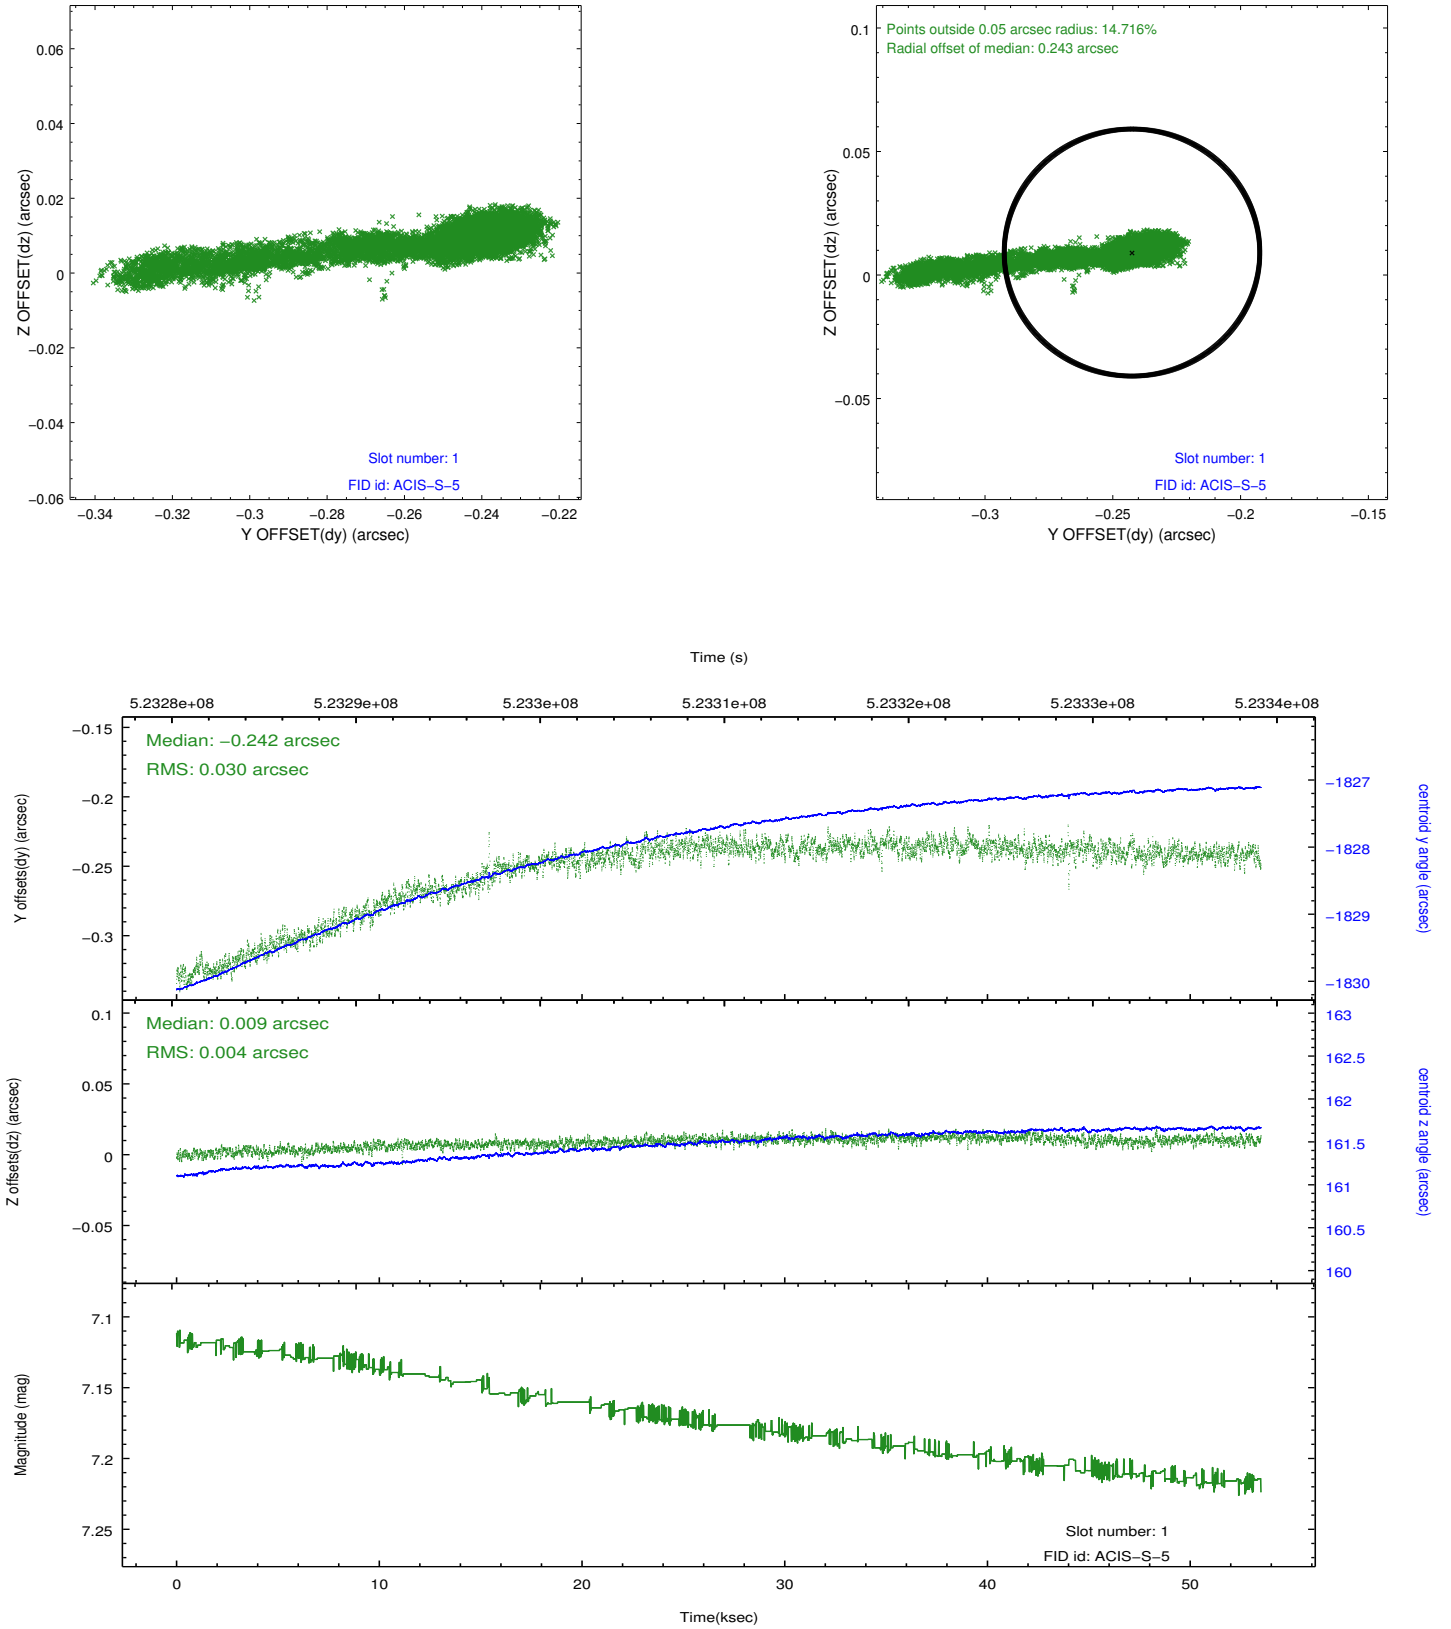 0.06
0.04
0.02
0
−0.02
−0.04
−0.06
Z OFFSET(dz) (arcsec)
Slot number: 1
FID id: ACIS−S−5
−0.34 −0.32 −0.3 −0.28 −0.26 −0.24 −0.22
Y OFFSET(dy) (arcsec)
Points outside 0.05 arcsec radius: 14.716%
Radial offset of median: 0.243 arcsec
0.1
0.05
0
−0.05
Z OFFSET(dz) (arcsec)
Slot number: 1
FID id: ACIS−S−5
−0.3 −0.25 −0.2 −0.15
Y OFFSET(dy) (arcsec)
Time (s)
5.2328e+08 5.2329e+08 5.233e+08 5.2331e+08 5.2332e+08 5.2333e+08 5.2334e+08
Median: −0.242 arcsec
RMS: 0.030 arcsec
−0.15
−0.2
−0.25
−0.3
Y offsets(dy) (arcsec)
−1827
−1828
−1829
−1830
centroid y angle (arcsec)
Median: 0.009 arcsec
RMS: 0.004 arcsec
0.1
0.05
0
−0.05
Z offsets(dz) (arcsec)
163
162.5
162
161.5
161
160.5
160
centroid z angle (arcsec)
7.1
7.15
7.2
7.25
Magnitude (mag)
Slot number: 1
FID id: ACIS−S−5
0 10 20 30 40 50
Time(ksec)